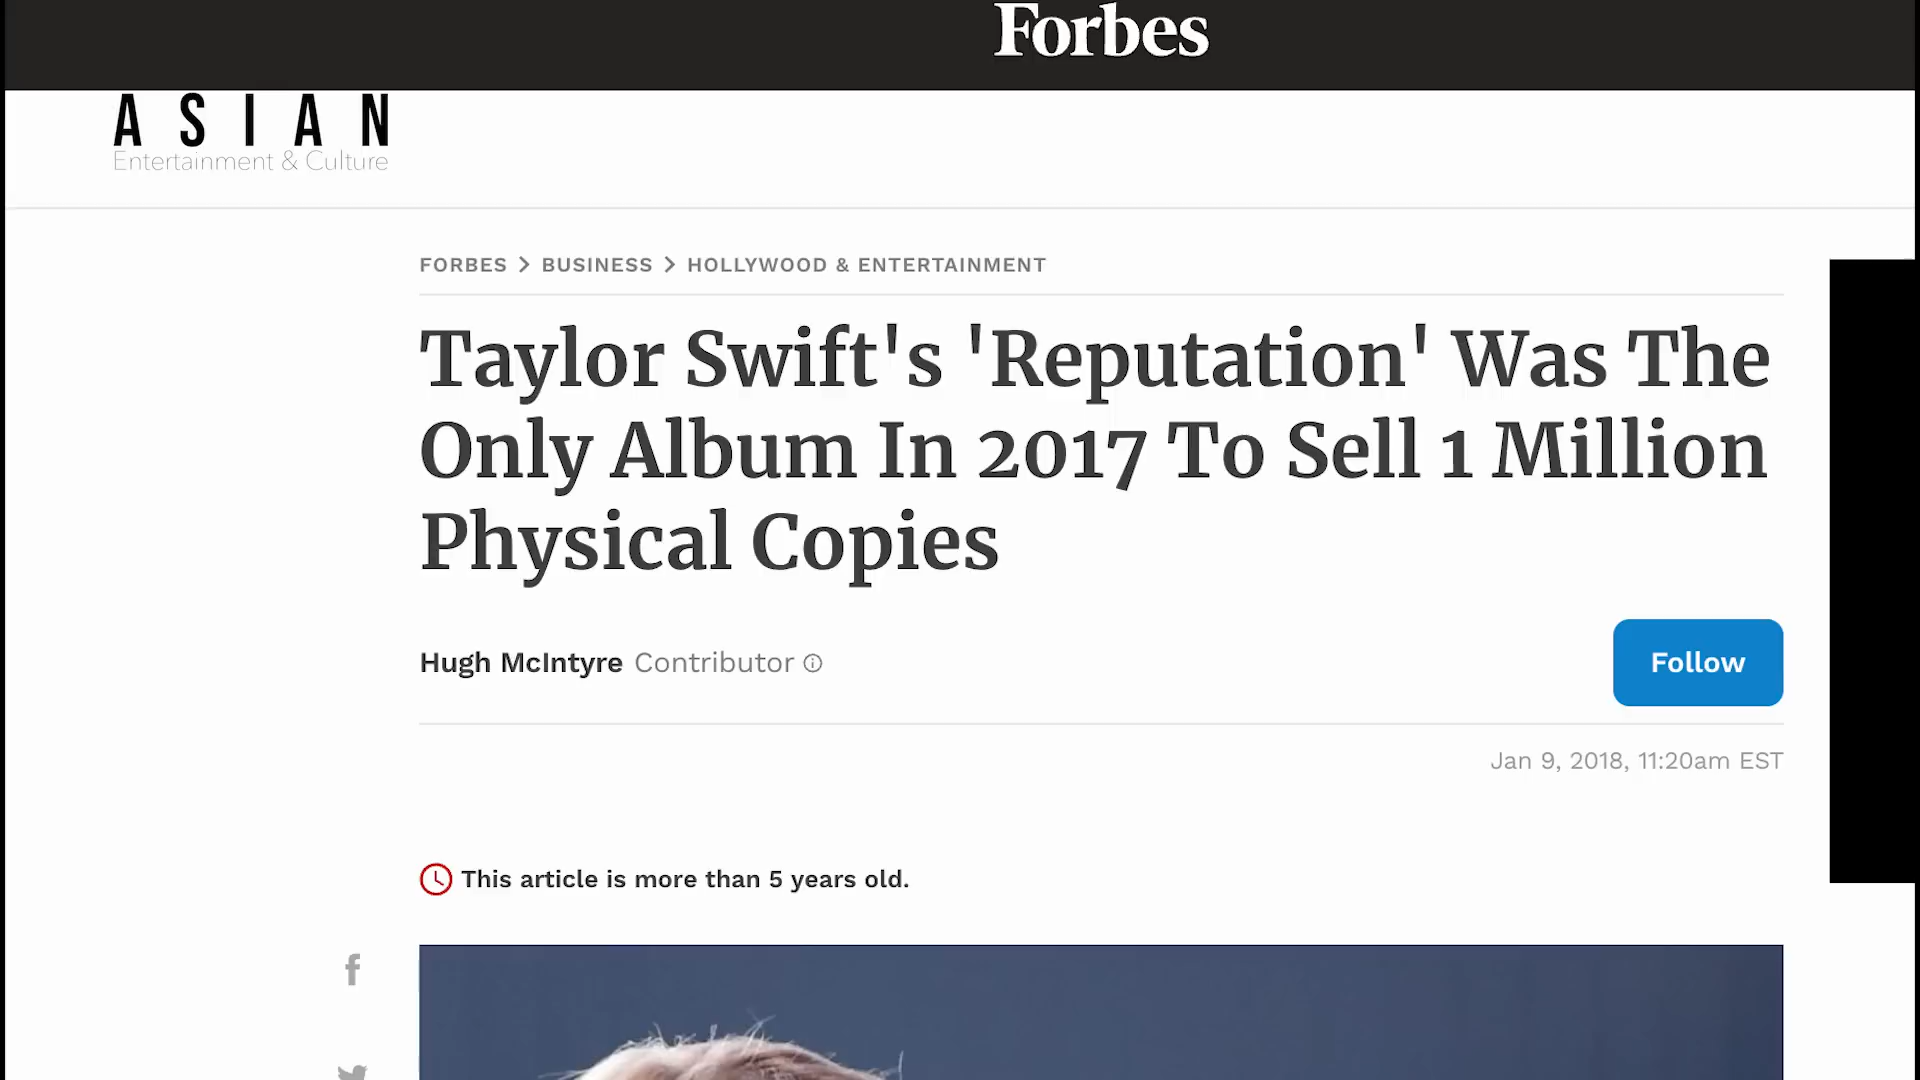 Forbes
ASIAN
Entertainment & Culture
FORBES > BUSINESS > HOLLYWOOD & ENTERTAINMENT
Taylor Swift's 'Reputation' Was The
Only Album In 2017 To Sell 1 Million
Physical Copies
Hugh McIntyre Contributor
Follow
Jan 9, 2018, 11:20am EST
This article is more than 5 years old.